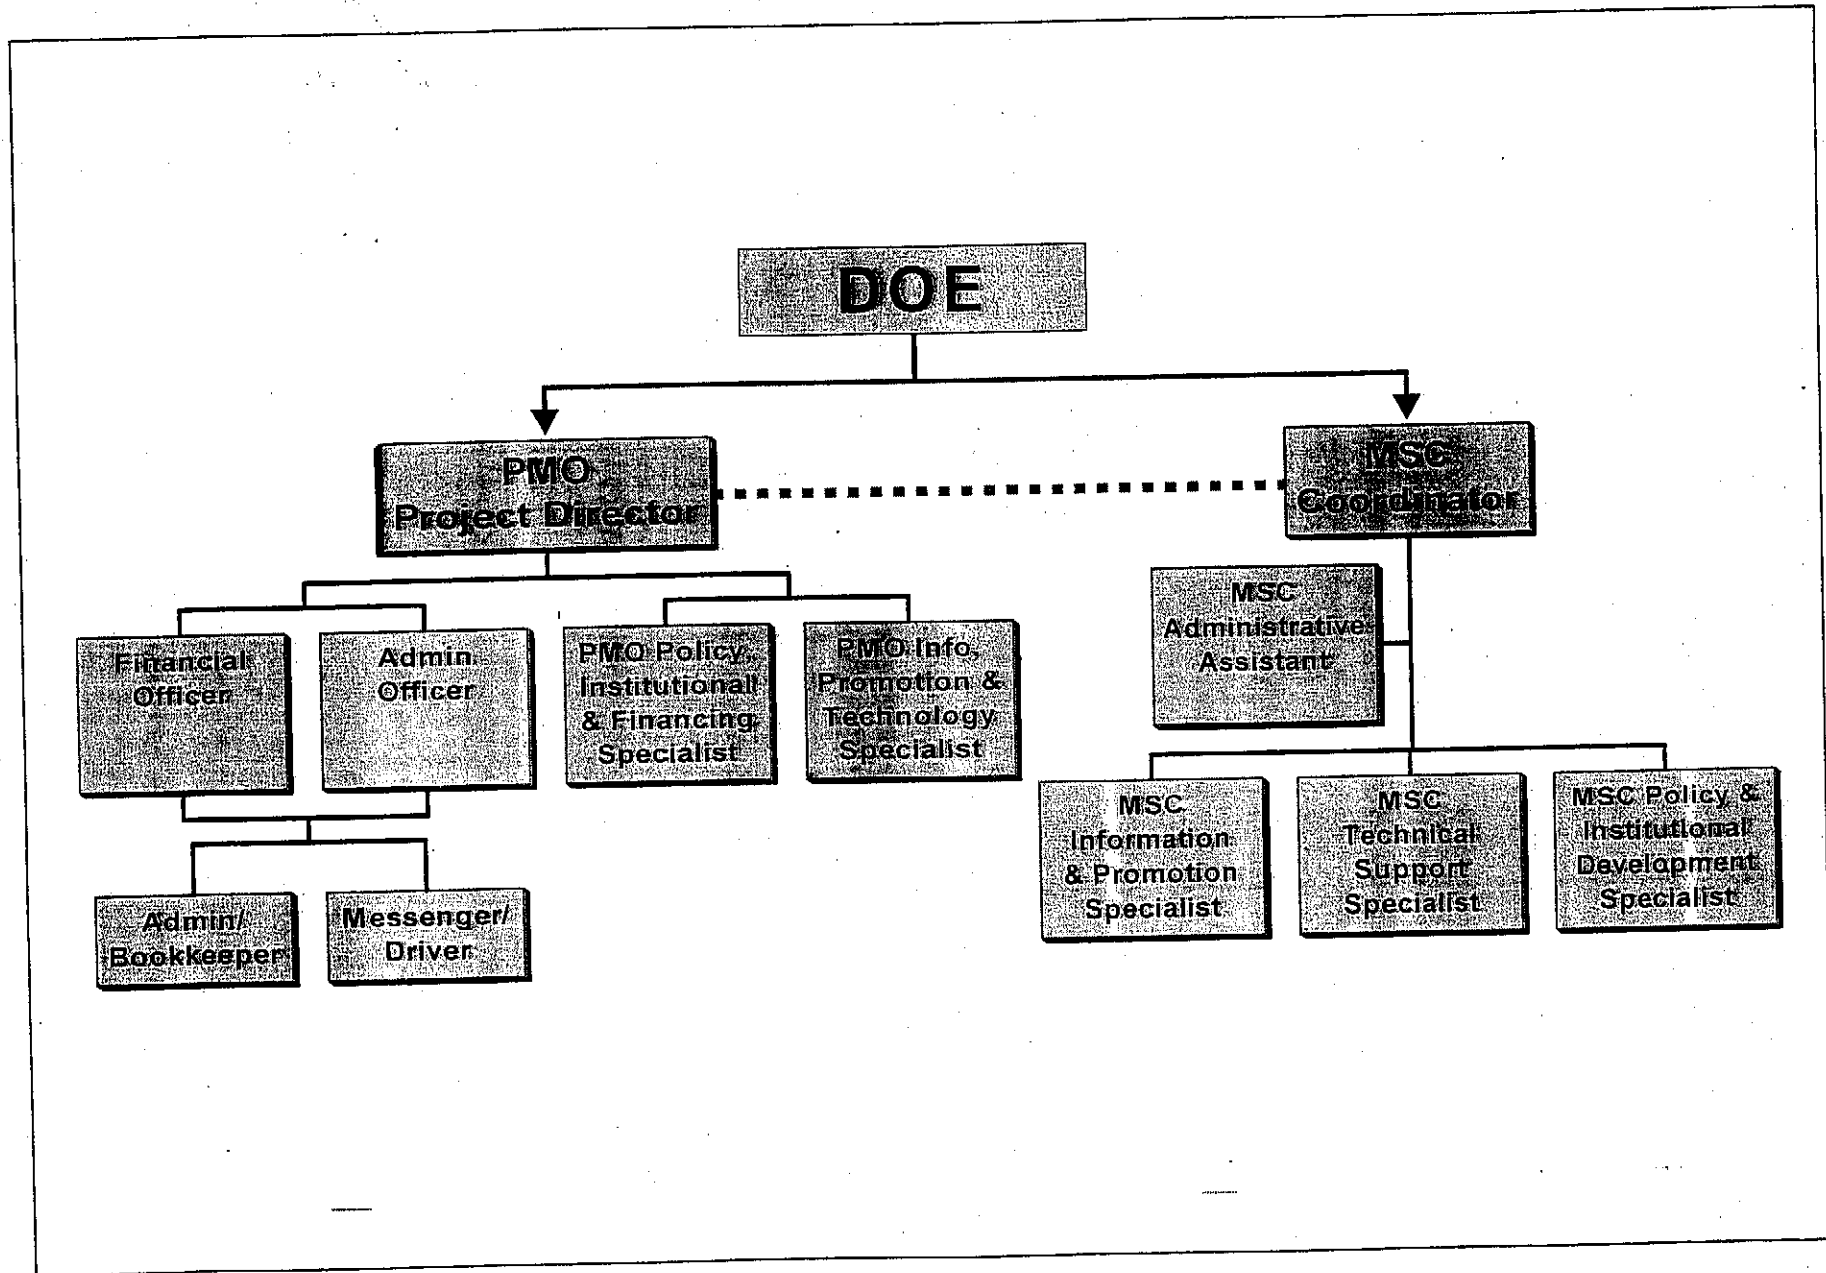 DOE
PMO
Project Director
MSC
Coordinator
Financial
Officer
Admin
Officer
PMO Policy,
Institutional
& Financing
Specialist
PMO Info,
Promotion &
Technology
Specialist
MSC
Administrative
Assistant
Admin/
Bookkeeper
Messenger/
Driver
MSC
Information
& Promotion
Specialist
MSC
Technical
Support
Specialist
MSC Policy &
Institutional
Development
Specialist